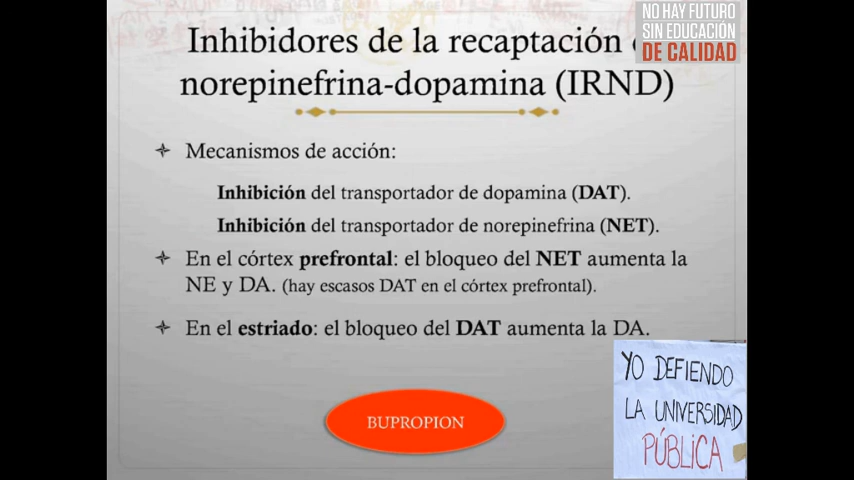 NO HAY FUTURO
SIN EDUCACIÓN
DE CALIDAD
Inhibidores de la recaptación
norepinefrina-dopamina (IRND)
Mecanismos de acción:
Inhibición del transportador de dopamina (DAT).
Inhibición del transportador de norepinefrina (NET).
En el córtex prefrontal: el bloqueo del NET aumenta la
NE y DA. (hay escasos DAT en el córtex prefrontal).
En el estriado: el bloqueo del DAT aumenta la DA.
BUPROPION
YO DEFIENDO
LA UNIVERSIDAD
PÚBLICA